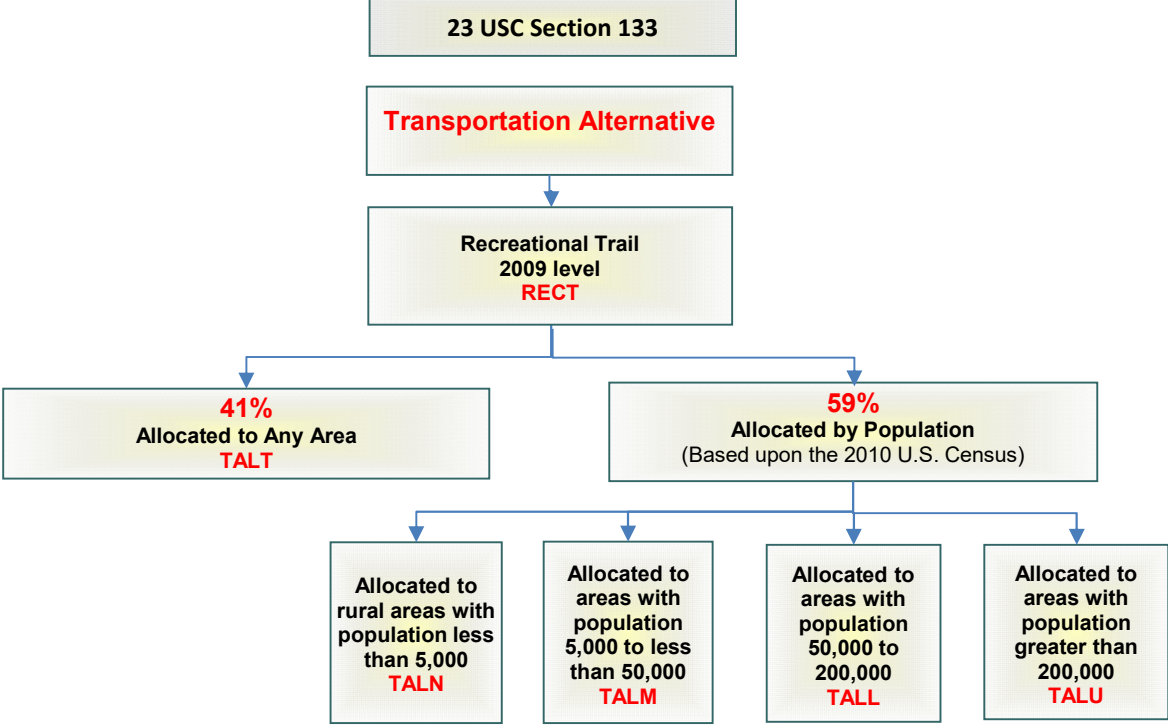 23 USC Section 133
Transportation Alternative
Recreational Trail
2009 level
RECT
41%
Allocated to Any Area
TALT
59%
Allocated by Population
(Based upon the 2010 U.S. Census)
Allocated to
rural areas with
population less
than 5,000
TALN
Allocated to
areas with
population
5,000 to less
than 50,000
TALM
Allocated to
areas with
population
50,000 to
200,000
TALL
Allocated to
areas with
population
greater than
200,000
TALU